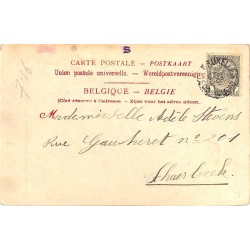 S
CARTE POSTALE – POSTKAART
Union postale universelle. – Wereldpostvereeniging
BELGIQUE – BELGIE
(Côté réservé à l'adresse. – Zijde voor het adres alleen.)
Mademoiselle Adèle Stevens
Rue Gaucheret no 201
Schaerbeek